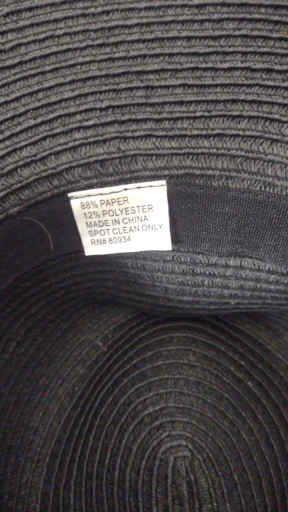 88% PAPER
12% POLYESTER
MADE IN CHINA
SPOT CLEAN ONLY
RN# 80934